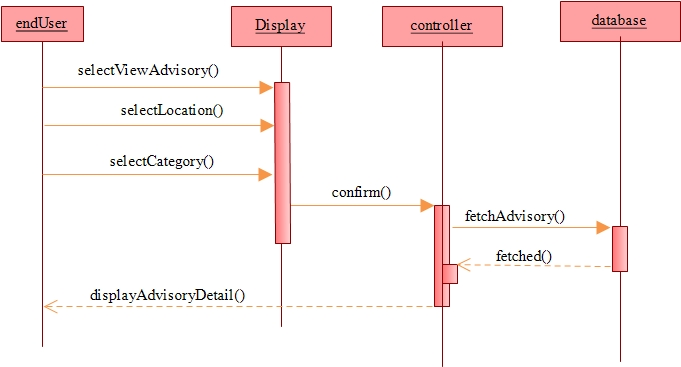 endUser
Display
controller
database
selectViewAdvisory()
selectLocation()
selectCategory()
confirm()
fetchAdvisory()
fetched()
displayAdvisoryDetail()